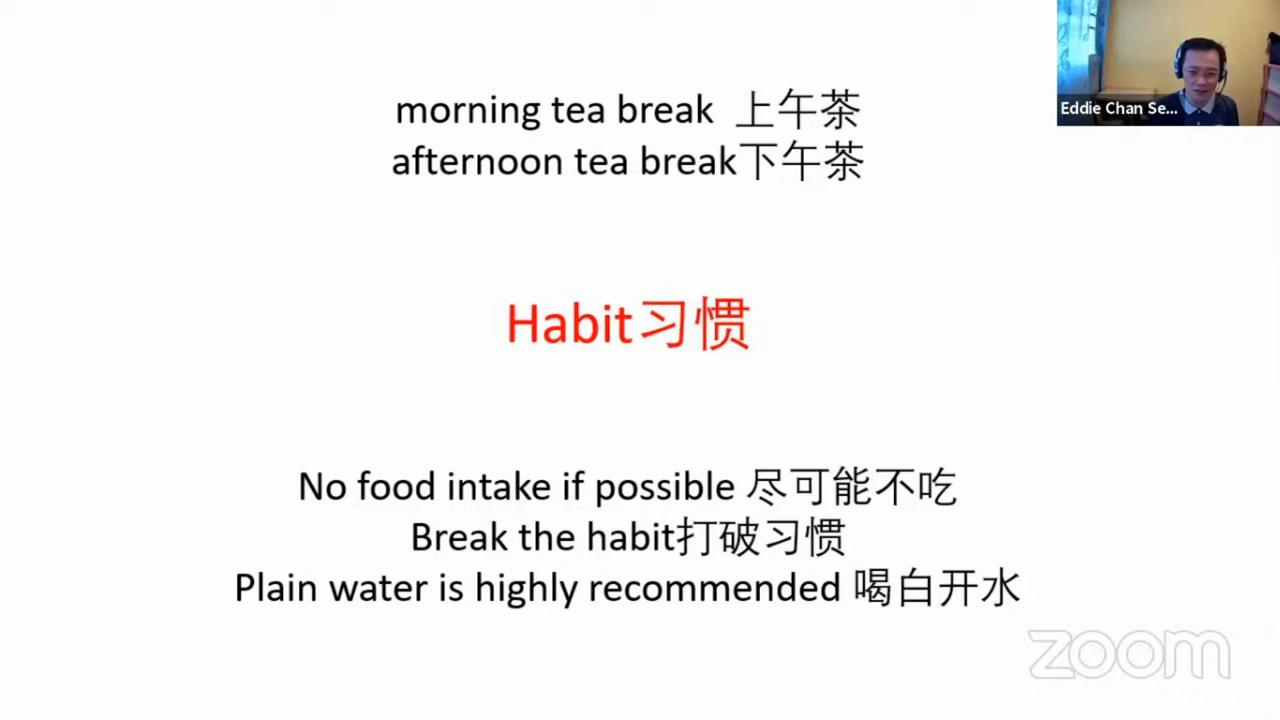 morning tea break 上午茶
afternoon tea break下午茶
Eddie Chan Se...
Habit习惯
No food intake if possible 尽可能不吃
Break the habit打破习惯
Plain water is highly recommended 喝白开水
zoom